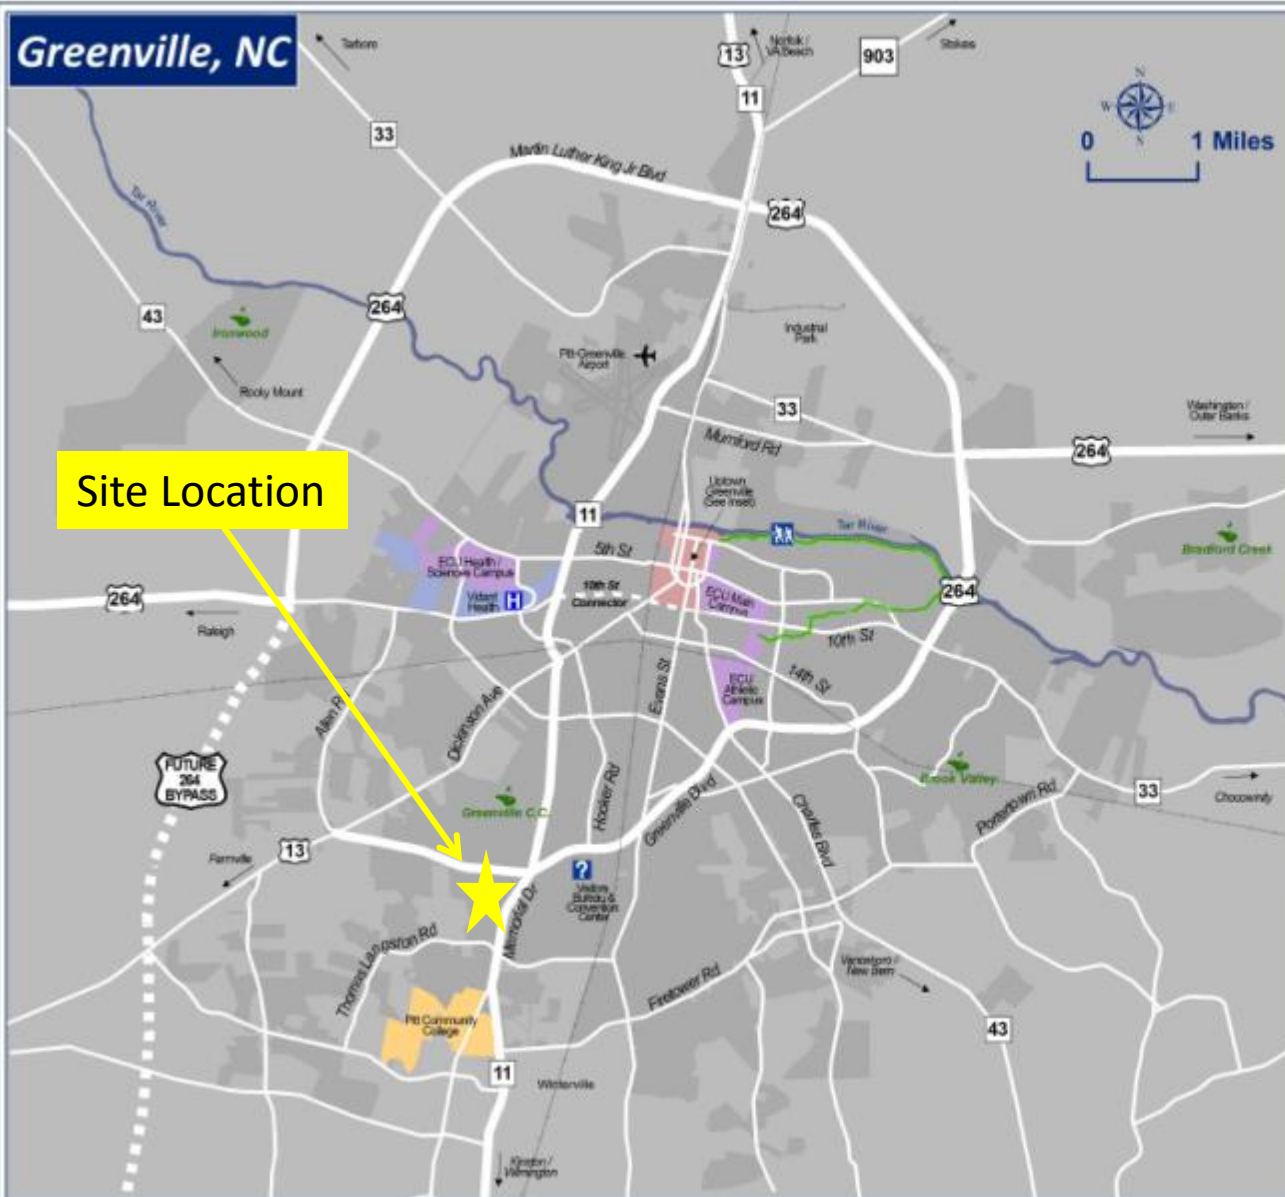 Greenville, NC
Tarboro
13
Norfolk /
VA Beach
903
Stokes
11
N
W
E
S
0
1 Miles
33
Martin Luther King Jr Blvd
264
Tar River
264
43
Ironwood
Rocky Mount
Pitt-Greenville
Airport
Industrial
Park
33
Mumford Rd
Washington /
Outer Banks
264
Site Location
Uptown
Greenville
(See Inset)
11
5th St
Tar River
Bradford Creek
ECU Health /
Sciences Campus
Vidant
Health
H
10th St
Connector
ECU Main
Campus
264
264
Raleigh
10th St
14th St
Evans St
ECU
Athletic
Campus
Dickinson Ave
FUTURE
264
BYPASS
Hooker Rd
Greenville Blvd
Charles Blvd
Brook Valley
Portertown Rd
33
Chocowinity
Greenville C.C.
13
Farmville
?
Visitors
Bureau &
Convention
Center
Memorial Dr
Thomas Langston Rd
Firetower Rd
Vanceboro /
New Bern
43
Pitt Community
College
11
Winterville
Kinston /
Wilmington